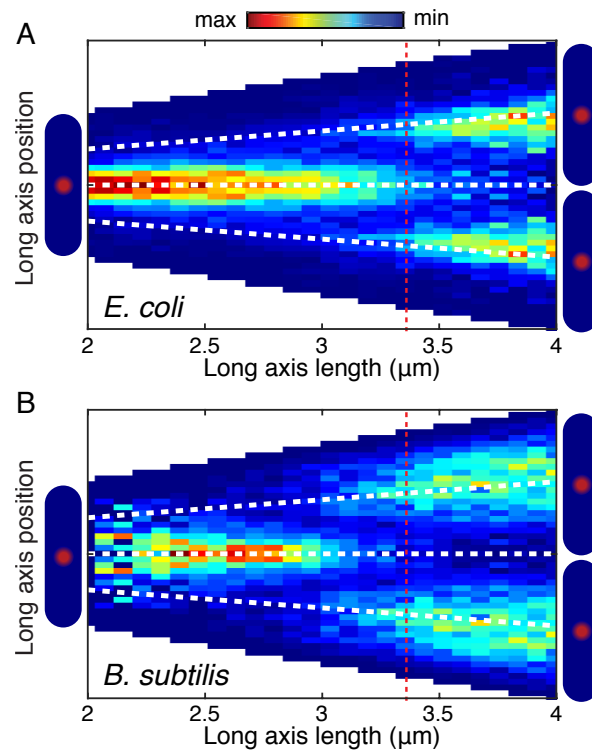 max min
A
Long axis position
E. coli
2 2.5 3 3.5 4
Long axis length (µm)
B
Long axis position
B. subtilis
2 2.5 3 3.5 4
Long axis length (µm)